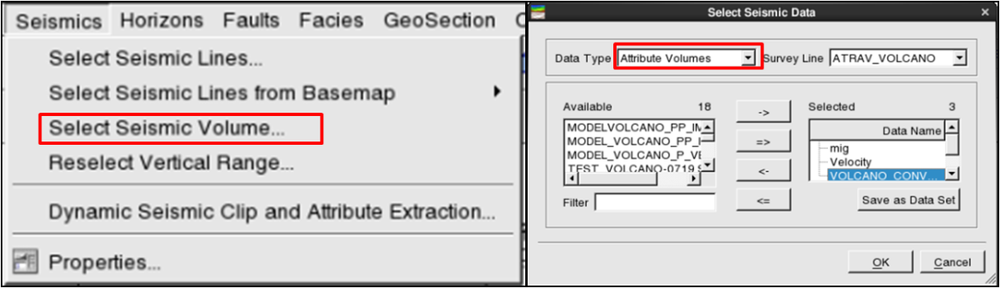 Seismics Horizons Faults Facies GeoSection
Select Seismic Lines...
Select Seismic Lines from Basemap
Select Seismic Volume...
Reselect Vertical Range...
Dynamic Seismic Clip and Attribute Extraction...
Properties...
Select Seismic Data
Data Type Attribute Volumes Survey Line ATRAV_VOLCANO
Available 18
MODELVOLCANO_PP_IM
MODEL_VOLCANO_PP_I
MODEL_VOLCANO_P_VE
TEST_VOLCANO-0719
Filter
->
=>
<-
<=
Selected 3
Data Name
mig
Velocity
VOLCANO_CONV...
Save as Data Set
OK Cancel